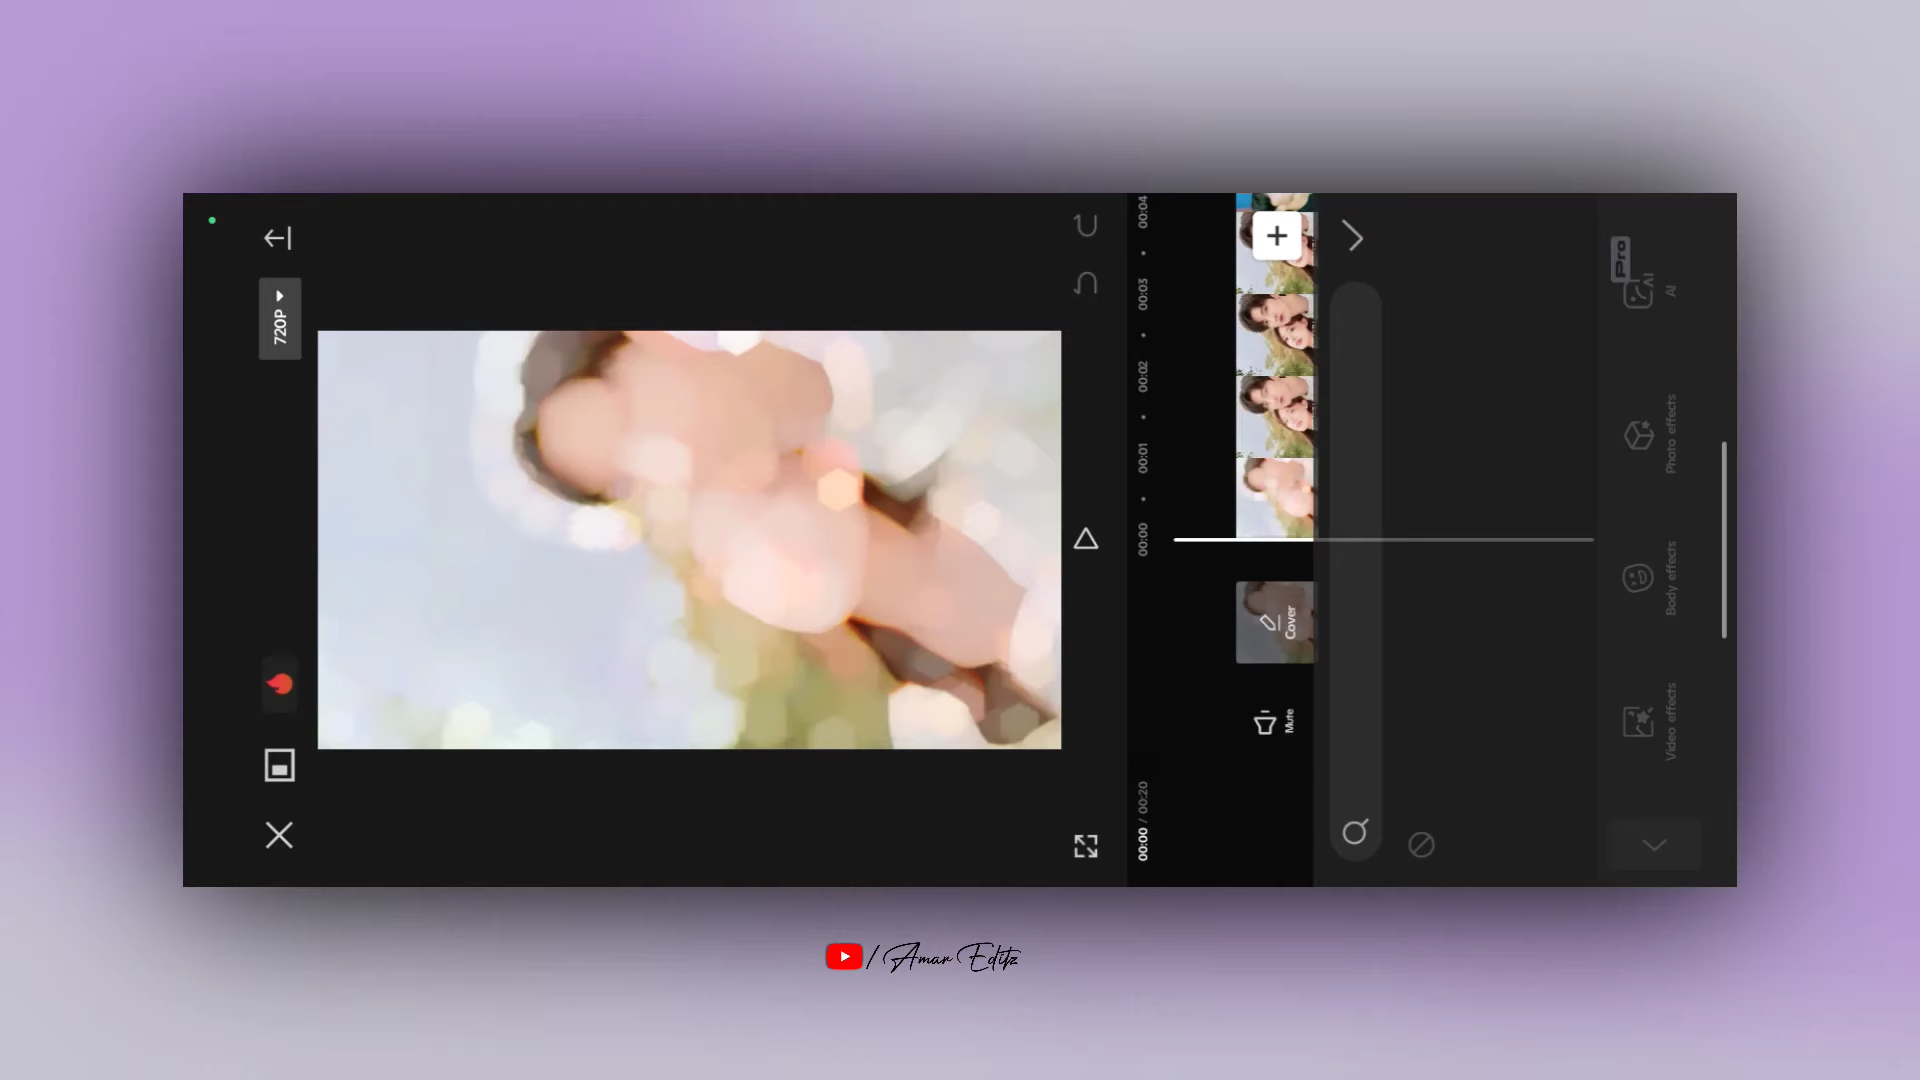 720P
00:00 / 00:20
00:00
00:01
00:02
00:03
00:04
Mute
Cover
Video effects
Body effects
Photo effects
AI
Pro
/ Amar Editz